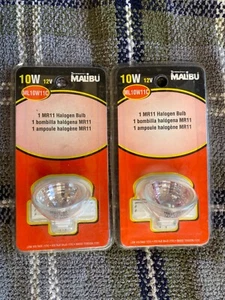 10W 12V
MALIBU
ML10W11C
1 MR11 Halogen Bulb
1 bombilla halógena MR11
1 ampoule halogène MR11
10W 12V
MALIBU
ML10W11C
1 MR11 Halogen Bulb
1 bombilla halógena MR11
1 ampoule halogène MR11